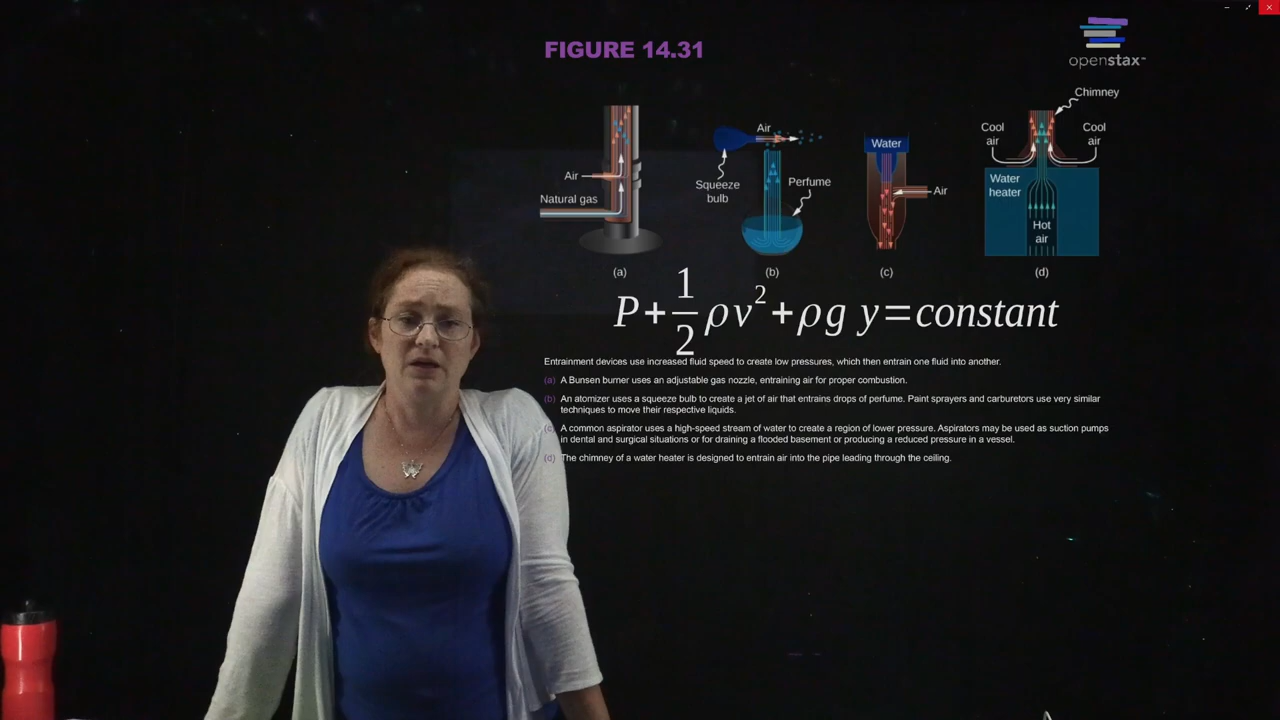 FIGURE 14.31
openstax™
Chimney
Air
Cool
air
Cool
air
Water
Air
Natural gas
Squeeze
bulb
Perfume
Air
Water
heater
Hot
air
(a)
(b)
(c)
(d)
P+1/2ρv²+ρg y=constant
Entrainment devices use increased fluid speed to create low pressures, which then entrain one fluid into another.
(a) A Bunsen burner uses an adjustable gas nozzle, entraining air for proper combustion.
(b) An atomizer uses a squeeze bulb to create a jet of air that entrains drops of perfume. Paint sprayers and carburetors use very similar
techniques to move their respective liquids.
(c) A common aspirator uses a high-speed stream of water to create a region of lower pressure. Aspirators may be used as suction pumps
in dental and surgical situations or for draining a flooded basement or producing a reduced pressure in a vessel.
(d) The chimney of a water heater is designed to entrain air into the pipe leading through the ceiling.